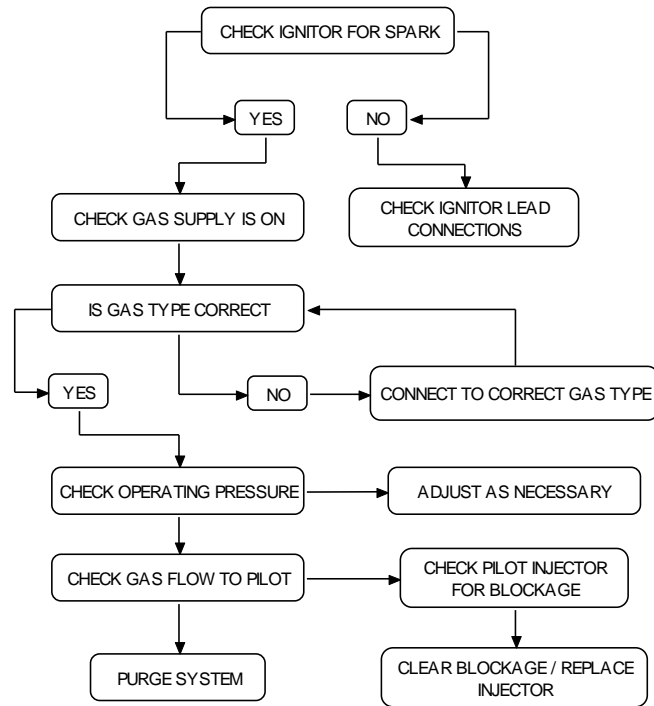 CHECK IGNITOR FOR SPARK
YES
NO
CHECK GAS SUPPLY IS ON
CHECK IGNITOR LEAD
CONNECTIONS
IS GAS TYPE CORRECT
YES
NO
CONNECT TO CORRECT GAS TYPE
CHECK OPERATING PRESSURE
ADJUST AS NECESSARY
CHECK GAS FLOW TO PILOT
CHECK PILOT INJECTOR
FOR BLOCKAGE
PURGE SYSTEM
CLEAR BLOCKAGE / REPLACE
INJECTOR